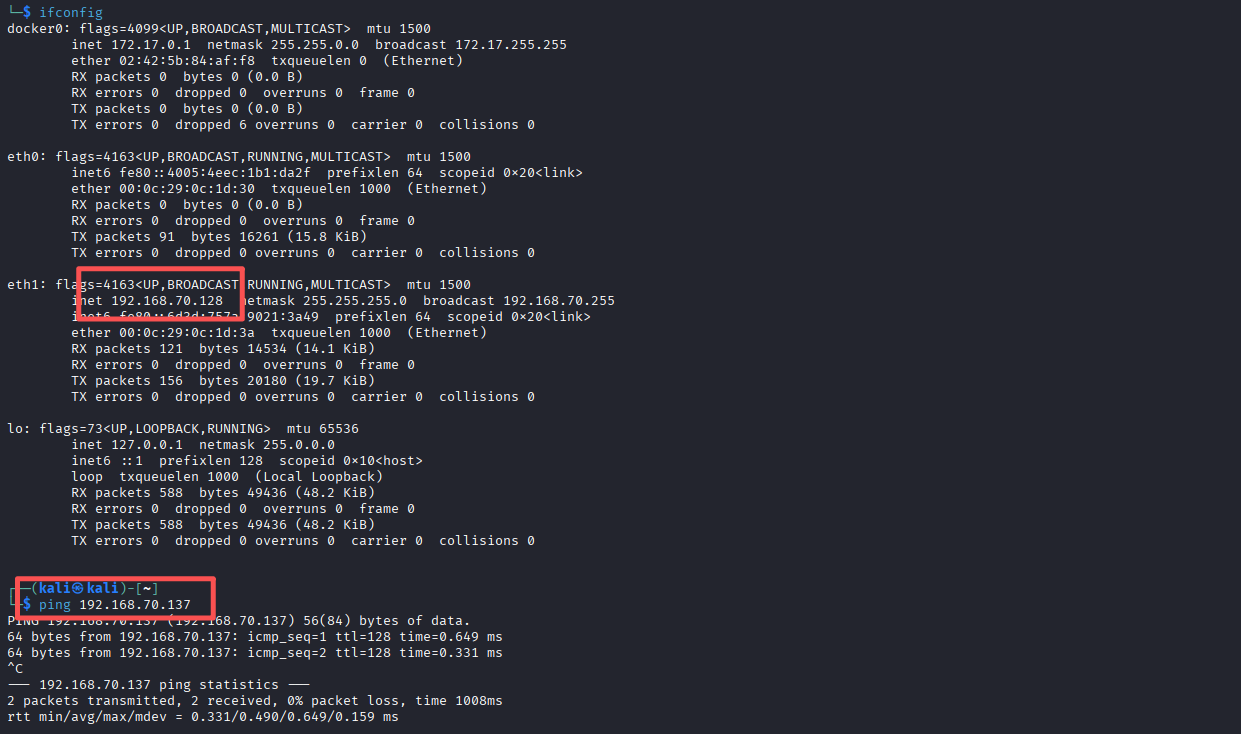 └─$ ifconfig
docker0: flags=4099<UP,BROADCAST,MULTICAST>  mtu 1500
        inet 172.17.0.1  netmask 255.255.0.0  broadcast 172.17.255.255
        ether 02:42:5b:84:af:f8  txqueuelen 0  (Ethernet)
        RX packets 0  bytes 0 (0.0 B)
        RX errors 0  dropped 0  overruns 0  frame 0
        TX packets 0  bytes 0 (0.0 B)
        TX errors 0  dropped 6 overruns 0  carrier 0  collisions 0

eth0: flags=4163<UP,BROADCAST,RUNNING,MULTICAST>  mtu 1500
        inet6 fe80::4005:4eec:1b1:da2f  prefixlen 64  scopeid 0×20<link>
        ether 00:0c:29:0c:1d:30  txqueuelen 1000  (Ethernet)
        RX packets 0  bytes 0 (0.0 B)
        RX errors 0  dropped 0  overruns 0  frame 0
        TX packets 91  bytes 16261 (15.8 KiB)
        TX errors 0  dropped 0 overruns 0  carrier 0  collisions 0

eth1: flags=4163<UP,BROADCAST,RUNNING,MULTICAST>  mtu 1500
        inet 192.168.70.128  netmask 255.255.255.0  broadcast 192.168.70.255
        inet6 fe80::6d3d:757a:9021:3a49  prefixlen 64  scopeid 0×20<link>
        ether 00:0c:29:0c:1d:3a  txqueuelen 1000  (Ethernet)
        RX packets 121  bytes 14534 (14.1 KiB)
        RX errors 0  dropped 0  overruns 0  frame 0
        TX packets 156  bytes 20180 (19.7 KiB)
        TX errors 0  dropped 0 overruns 0  carrier 0  collisions 0

lo: flags=73<UP,LOOPBACK,RUNNING>  mtu 65536
        inet 127.0.0.1  netmask 255.0.0.0
        inet6 ::1  prefixlen 128  scopeid 0×10<host>
        loop  txqueuelen 1000  (Local Loopback)
        RX packets 588  bytes 49436 (48.2 KiB)
        RX errors 0  dropped 0  overruns 0  frame 0
        TX packets 588  bytes 49436 (48.2 KiB)
        TX errors 0  dropped 0 overruns 0  carrier 0  collisions 0

┌──(kali㉿kali)-[~]
└─$ ping 192.168.70.137
PING 192.168.70.137 (192.168.70.137) 56(84) bytes of data.
64 bytes from 192.168.70.137: icmp_seq=1 ttl=128 time=0.649 ms
64 bytes from 192.168.70.137: icmp_seq=2 ttl=128 time=0.331 ms
^C
─── 192.168.70.137 ping statistics ───
2 packets transmitted, 2 received, 0% packet loss, time 1008ms
rtt min/avg/max/mdev = 0.331/0.490/0.649/0.159 ms